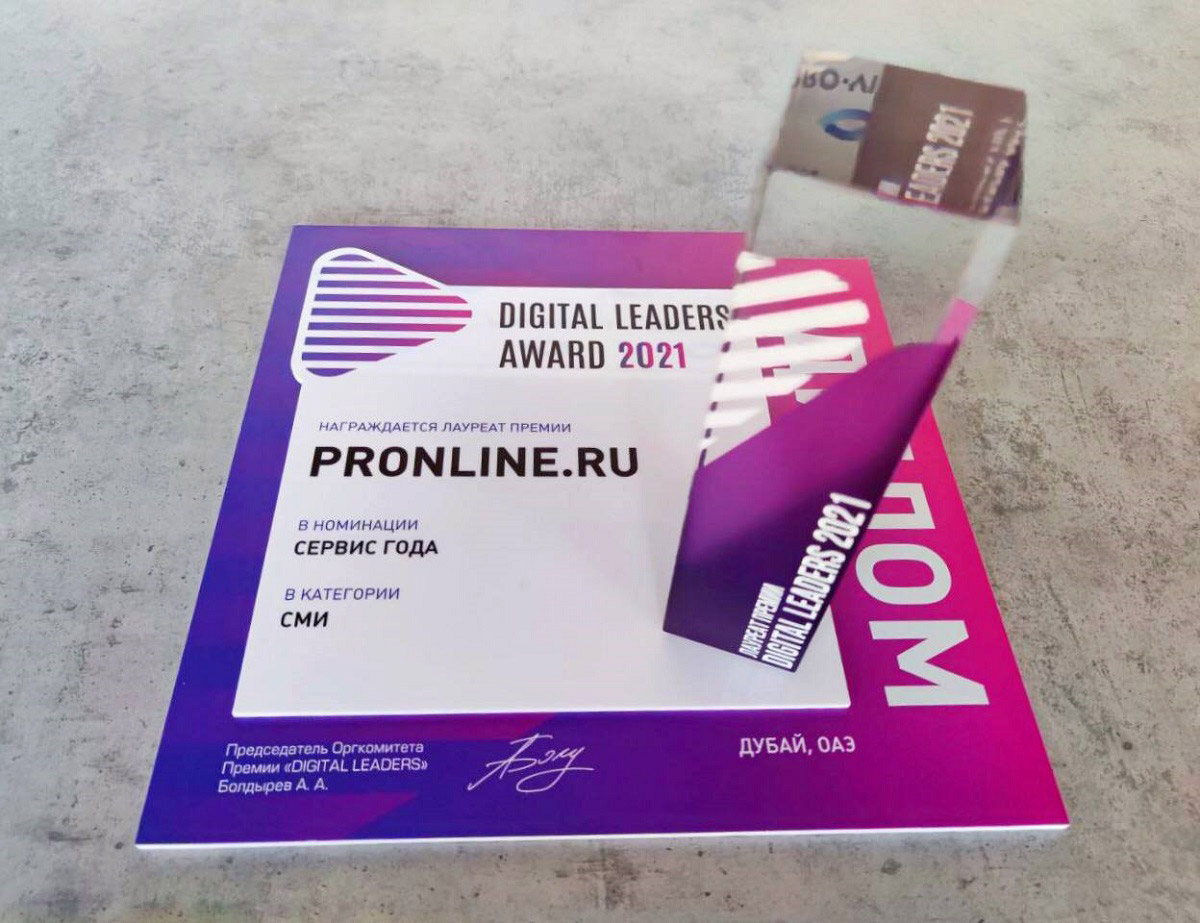 DIGITAL LEADERS
AWARD 2021
НАГРАЖДАЕТСЯ ЛАУРЕАТ ПРЕМИИ
PRONLINE.RU
В НОМИНАЦИИ
СЕРВИС ГОДА
В КАТЕГОРИИ
СМИ
Председатель Оргкомитета
Премии «DIGITAL LEADERS»
Болдырев А. А.
ДУБАЙ, ОАЭ
ЛАУРЕАТ ПРЕМИИ
DIGITAL LEADERS 2021
LEADERS 2021